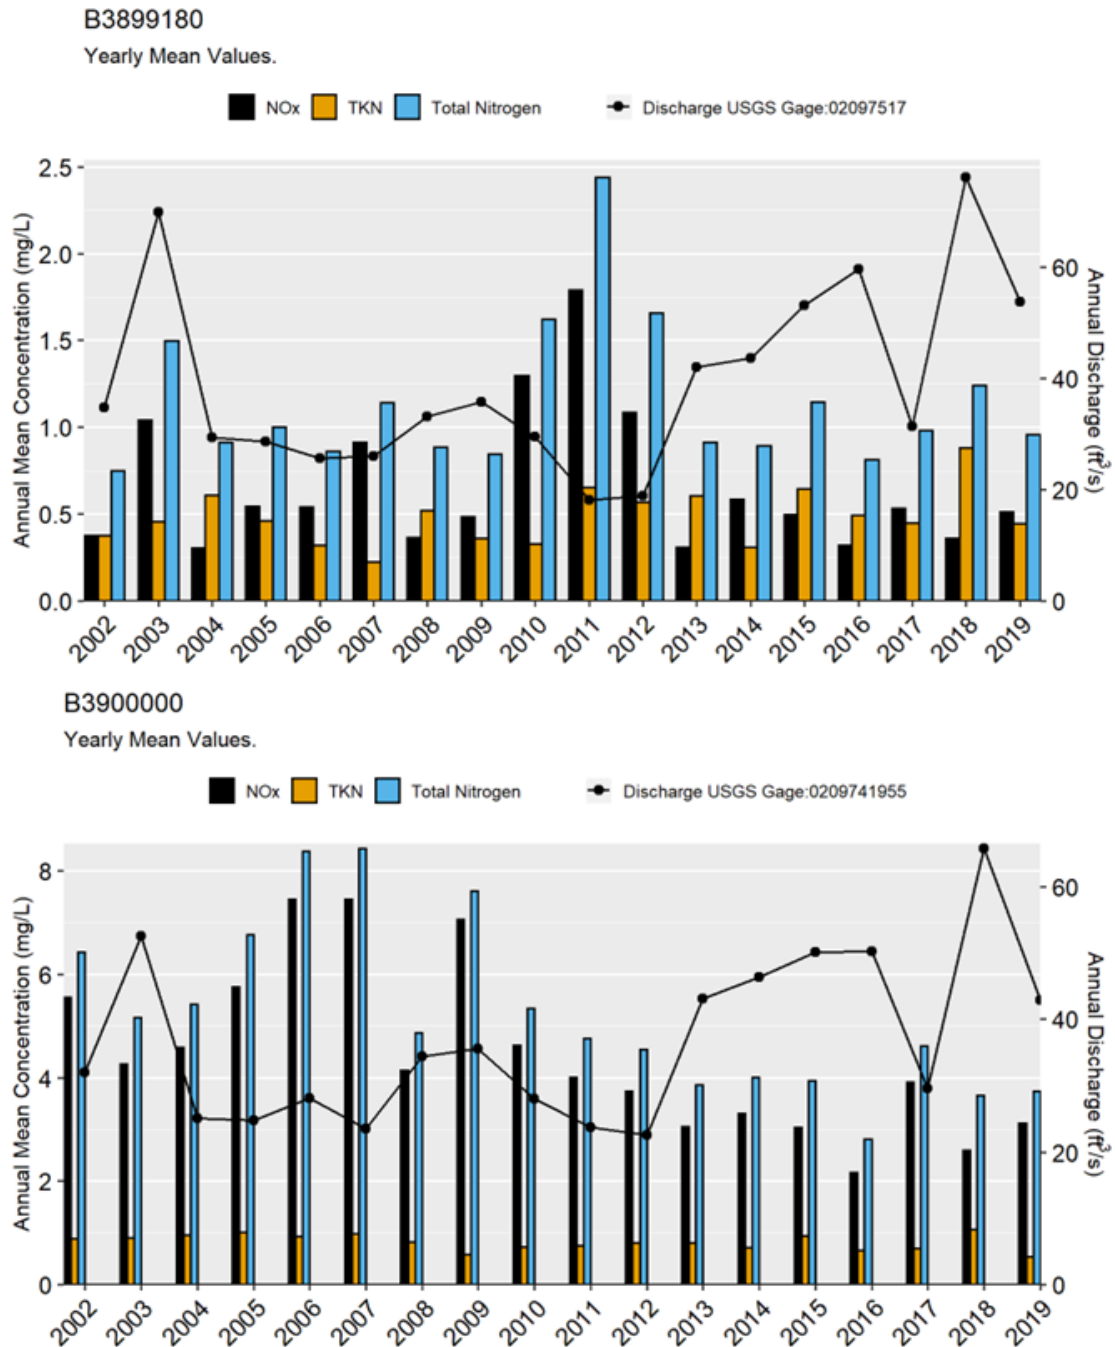 B3899180
Yearly Mean Values.
NOx TKN Total Nitrogen Discharge USGS Gage:02097517
Annual Mean Concentration (mg/L)
2.5
2.0
1.5
1.0
0.5
0.0
60
40
20
0
Annual Discharge (ft³/s)
2002 2003 2004 2005 2006 2007 2008 2009 2010 2011 2012 2013 2014 2015 2016 2017 2018 2019
B3900000
Yearly Mean Values.
NOx TKN Total Nitrogen Discharge USGS Gage:0209741955
Annual Mean Concentration (mg/L)
8
6
4
2
0
60
40
20
0
Annual Discharge (ft³/s)
2002 2003 2004 2005 2006 2007 2008 2009 2010 2011 2012 2013 2014 2015 2016 2017 2018 2019